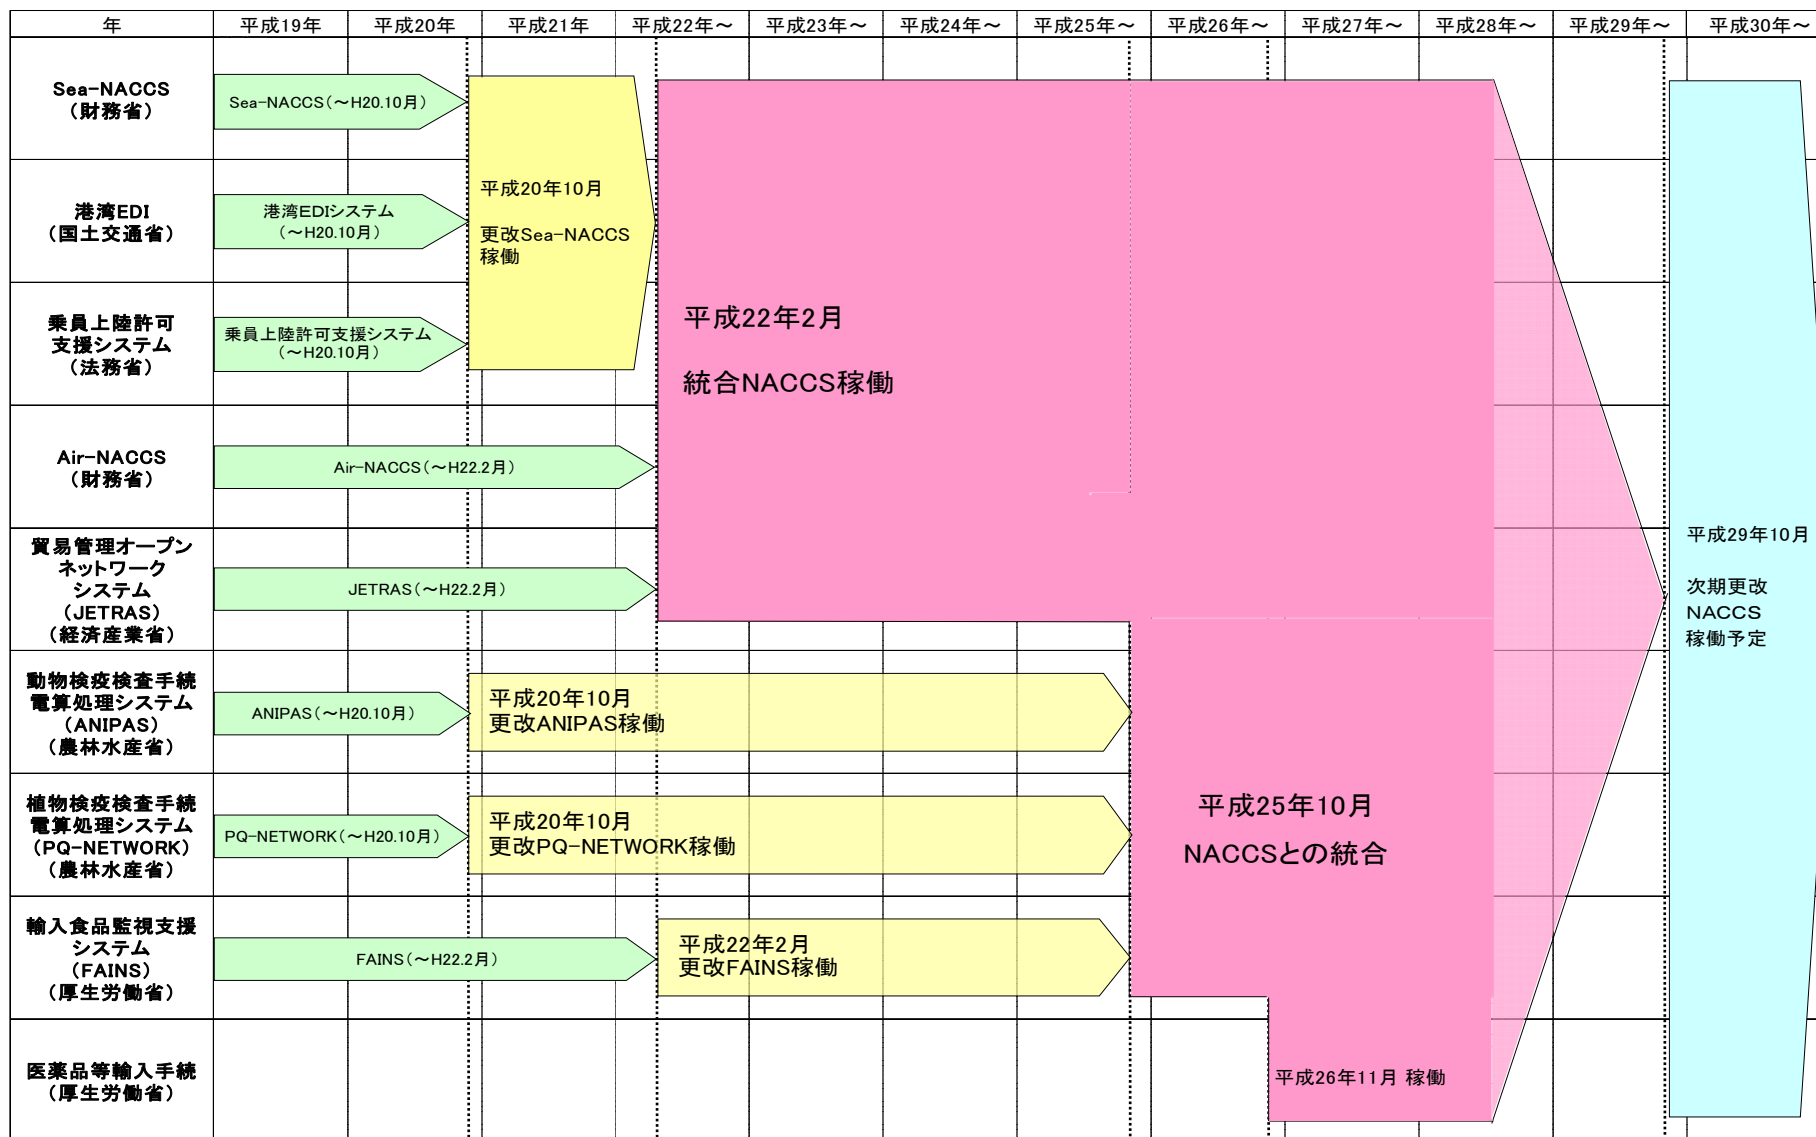 年 平成19年 平成20年 平成21年 平成22年～ 平成23年～ 平成24年～ 平成25年～ 平成26年～ 平成27年～ 平成28年～ 平成29年～ 平成30年～
Sea-NACCS
（財務省）
Sea-NACCS（～H20.10月）
港湾EDI
（国土交通省）
港湾EDIシステム
（～H20.10月）
乗員上陸許可
支援システム
（法務省）
乗員上陸許可支援システム
（～H20.10月）
平成20年10月
更改Sea-NACCS
稼働
Air-NACCS
（財務省）
Air-NACCS（～H22.2月）
貿易管理オープン
ネットワーク
システム
（JETRAS）
（経済産業省）
JETRAS（～H22.2月）
平成22年2月
統合NACCS稼働
動物検疫検査手続
電算処理システム
（ANIPAS）
（農林水産省）
ANIPAS（～H20.10月）
平成20年10月
更改ANIPAS稼働
植物検疫検査手続
電算処理システム
（PQ-NETWORK）
（農林水産省）
PQ-NETWORK（～H20.10月）
平成20年10月
更改PQ-NETWORK稼働
輸入食品監視支援
システム
（FAINS）
（厚生労働省）
FAINS（～H22.2月）
平成22年2月
更改FAINS稼働
平成25年10月
NACCSとの統合
医薬品等輸入手続
（厚生労働省）
平成26年11月 稼働
平成29年10月
次期更改
NACCS
稼働予定